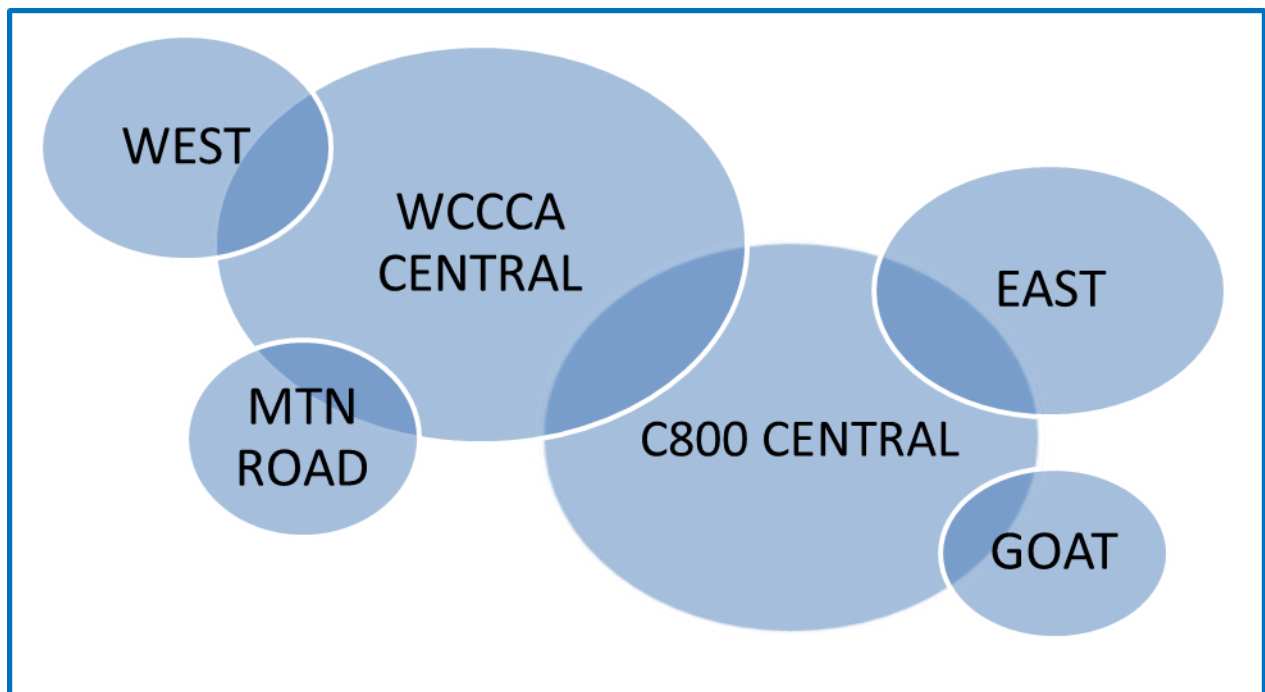 WEST
WCCCA
CENTRAL
EAST
MTN
ROAD
C800 CENTRAL
GOAT